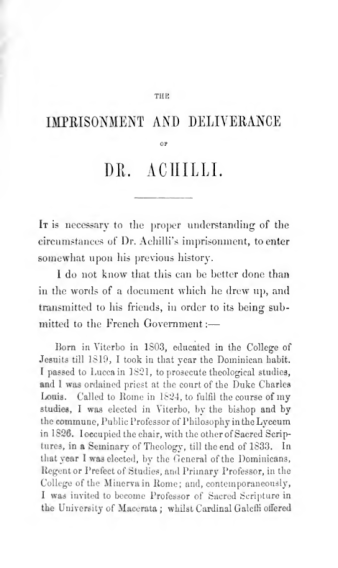 THE
IMPRISONMENT AND DELIVERANCE
OF
DR. ACHILLI.
IT is necessary to the proper understanding of the
circumstances of Dr. Achilli's imprisonment, to enter
somewhat upon his previous history.
I do not know that this can be better done than
in the words of a document which he drew up, and
transmitted to his friends, in order to its being sub-
mitted to the French Government:—
Born in Viterbo in 1803, educated in the College of
Jesuits till 1819, I took in that year the Dominican habit.
I passed to Lucca in 1821, to prosecute theological studies,
and I was ordained priest at the court of the Duke Charles
Louis. Called to Rome in 1824, to fulfil the course of my
studies, I was elected in Viterbo, by the bishop and by
the commune, Public Professor of Philosophy in the Lyceum
in 1826. I occupied the chair, with the other of Sacred Scrip-
tures, in a Seminary of Theology, till the end of 1833. In
that year I was elected, by the General of the Dominicans,
Regent or Prefect of Studies, and Primary Professor, in the
College of the Minerva in Rome; and, contemporaneously,
I was invited to become Professor of Sacred Scripture in
the University of Macerata; whilst Cardinal Galeffi offered